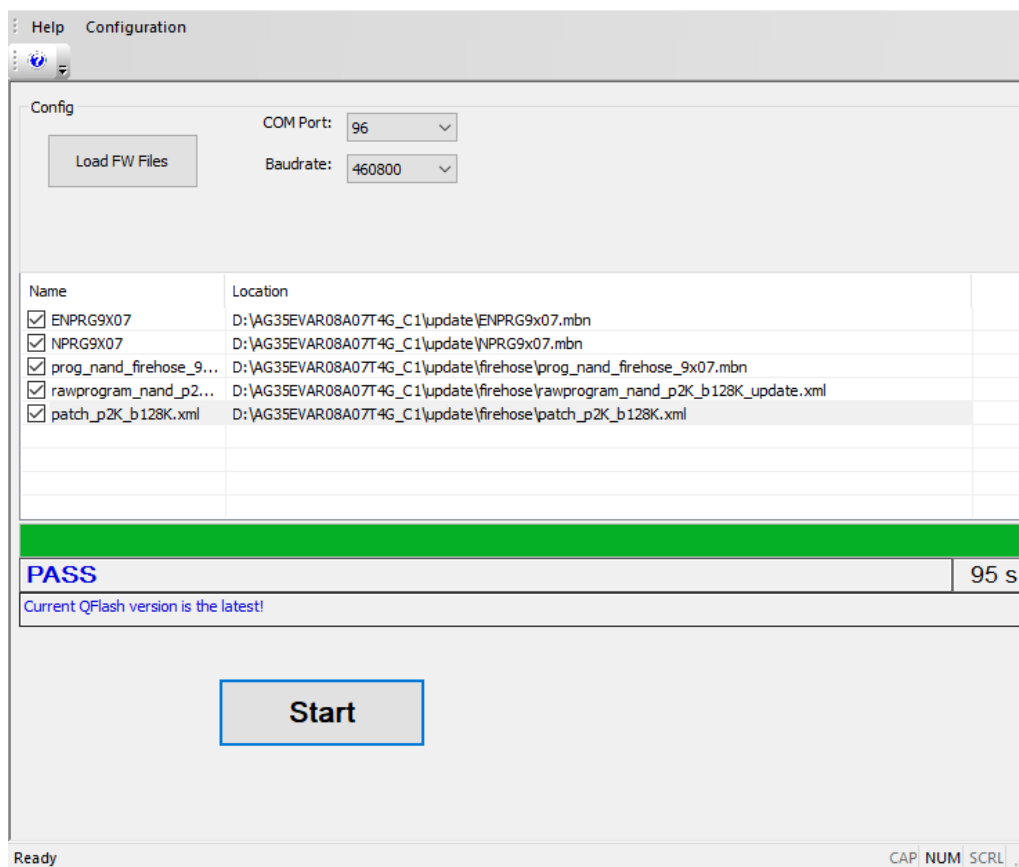 Help Configuration
Config
COM Port: 96
Load FW Files
Baudrate: 460800
Name Location
ENPRG9X07 D:\AG35EVAR08A07T4G_C1\update\ENPRG9x07.mbn
NPRG9X07 D:\AG35EVAR08A07T4G_C1\update\NPRG9x07.mbn
prog_nand_firehose_9... D:\AG35EVAR08A07T4G_C1\update\firehose\prog_nand_firehose_9x07.mbn
rawprogram_nand_p2... D:\AG35EVAR08A07T4G_C1\update\firehose\rawprogram_nand_p2K_b128K_update.xml
patch_p2K_b128K.xml D:\AG35EVAR08A07T4G_C1\update\firehose\patch_p2K_b128K.xml
PASS 95 s
Current QFlash version is the latest!
Start
Ready CAP NUM SCRL